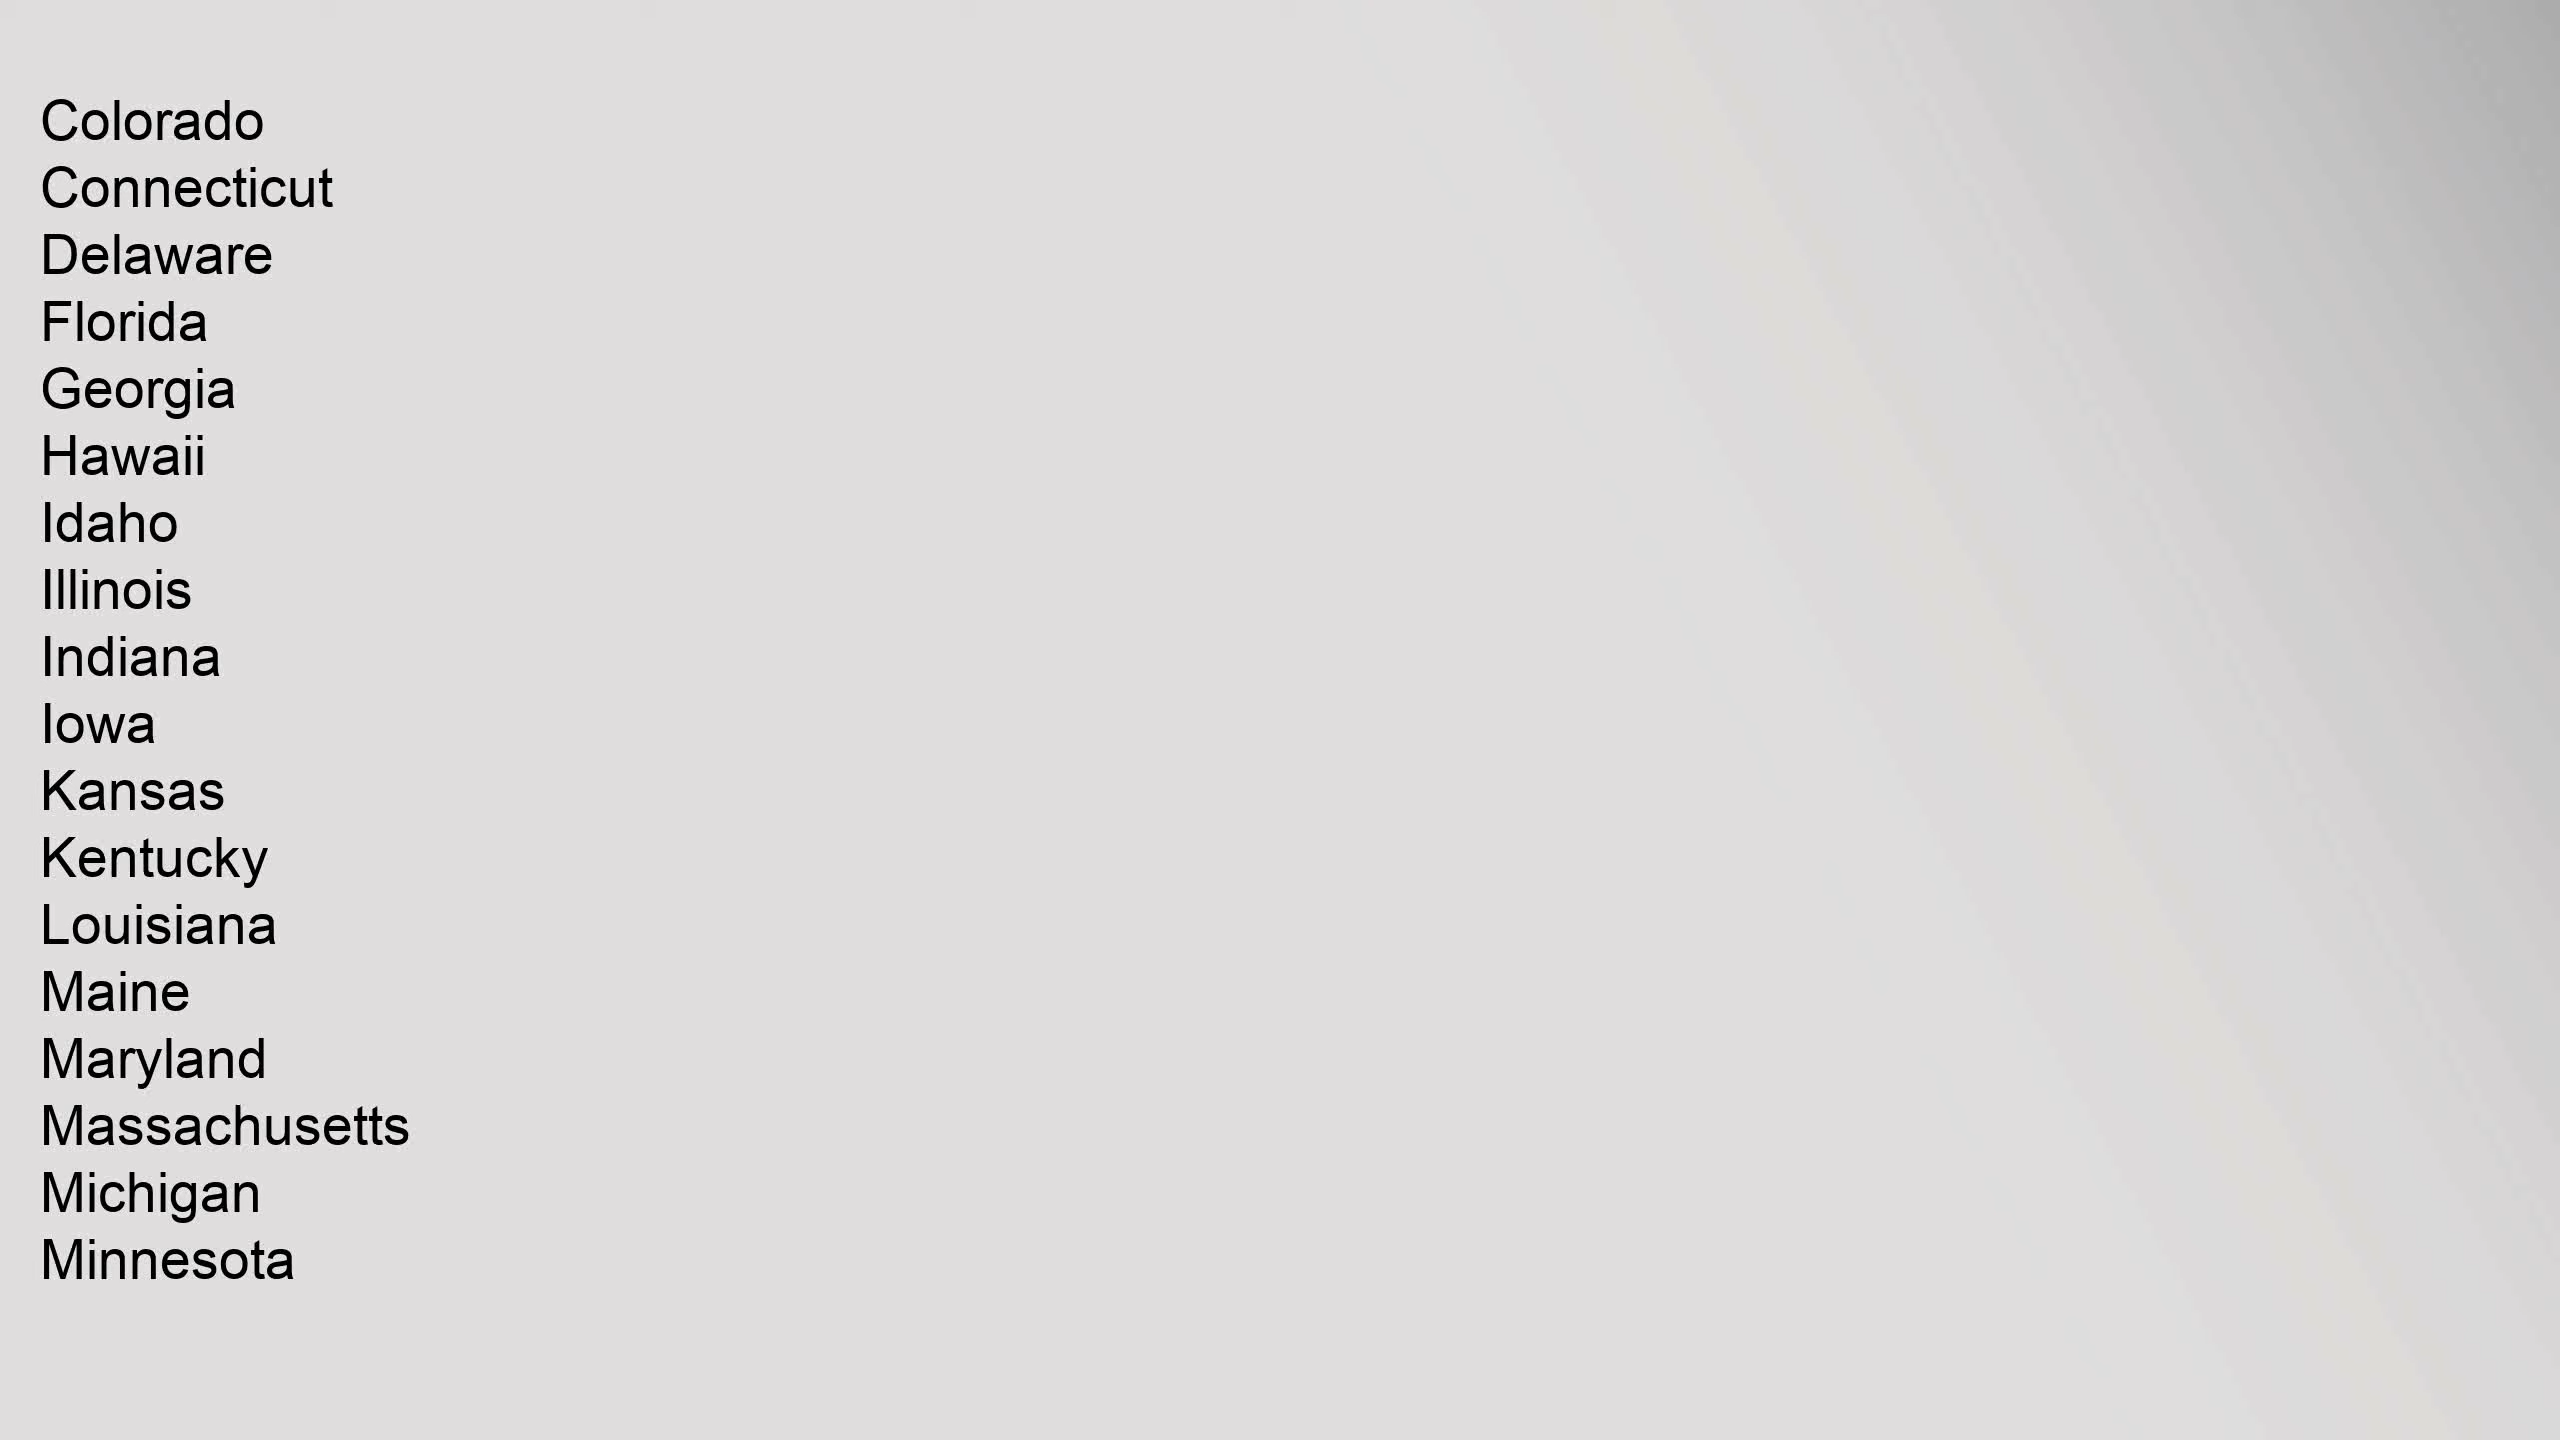 Colorado
Connecticut
Delaware
Florida
Georgia
Hawaii
Idaho
Illinois
Indiana
Iowa
Kansas
Kentucky
Louisiana
Maine
Maryland
Massachusetts
Michigan
Minnesota